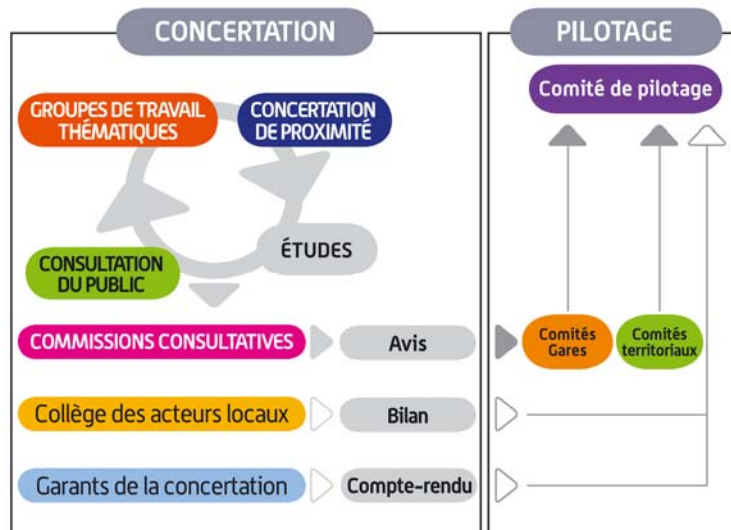 CONCERTATION
PILOTAGE
Comité de pilotage
GROUPES DE TRAVAIL
THÉMATIQUES
CONCERTATION
DE PROXIMITÉ
ÉTUDES
CONSULTATION
DU PUBLIC
COMMISSIONS CONSULTATIVES
Avis
Comités
Gares
Comités
territoriaux
Collège des acteurs locaux
Bilan
Garants de la concertation
Compte-rendu